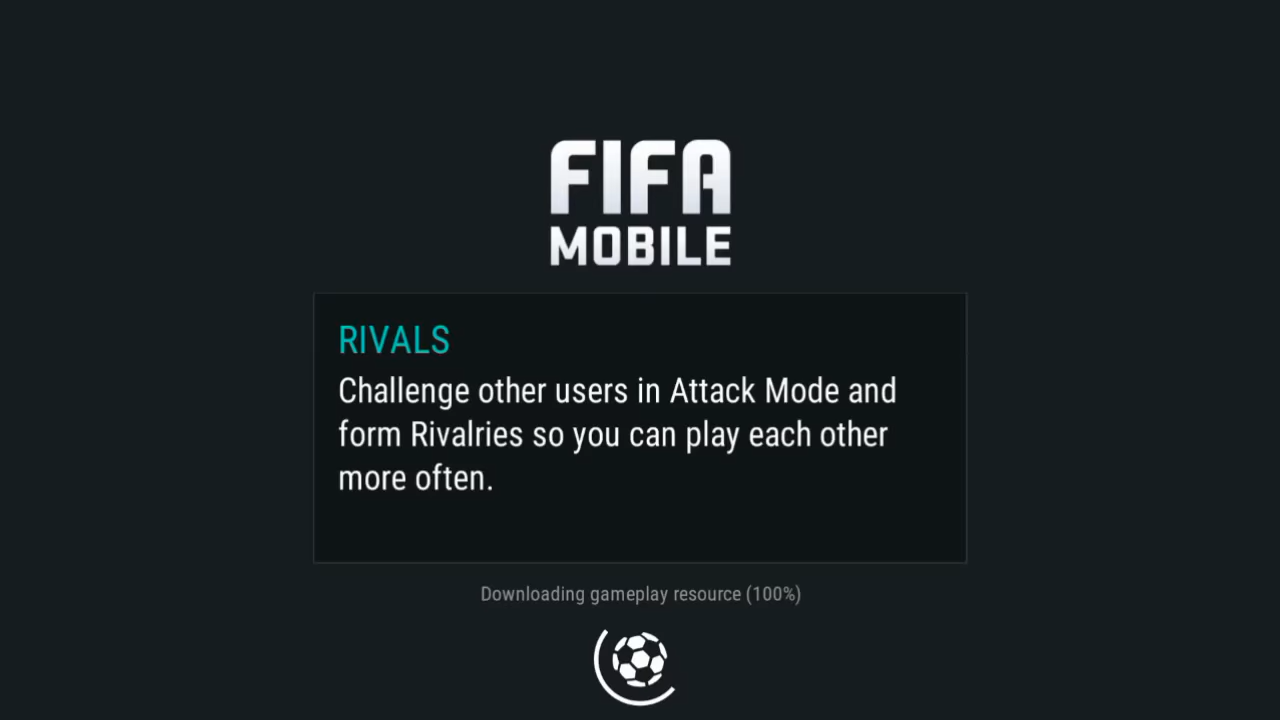 FIFA
MOBILE
RIVALS
Challenge other users in Attack Mode and
form Rivalries so you can play each other
more often.
Downloading gameplay resource (100%)